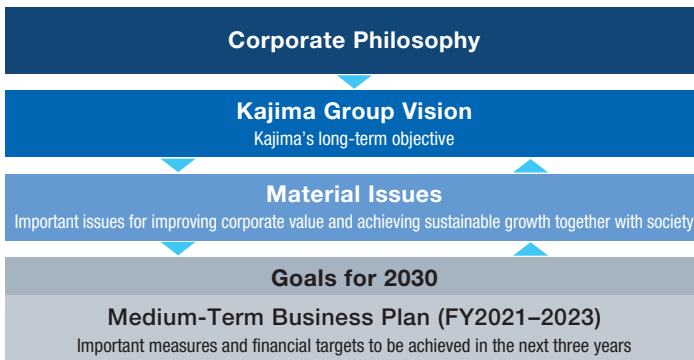 Corporate Philosophy
Kajima Group Vision
Kajima's long-term objective
Material Issues
Important issues for improving corporate value and achieving sustainable growth together with society
Goals for 2030
Medium-Term Business Plan (FY2021–2023)
Important measures and financial targets to be achieved in the next three years